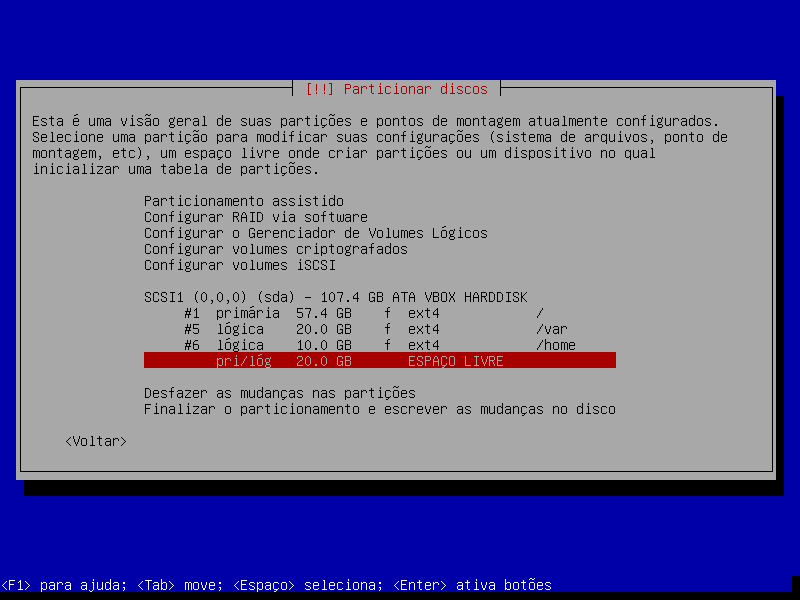 [!!] Particionar discos
Esta é uma visão geral de suas partições e pontos de montagem atualmente configurados.
Selecione uma partição para modificar suas configurações (sistema de arquivos, ponto de
montagem, etc), um espaço livre onde criar partições ou um dispositivo no qual
inicializar uma tabela de partições.
Particionamento assistido
Configurar RAID via software
Configurar o Gerenciador de Volumes Lógicos
Configurar volumes criptografados
Configurar volumes iSCSI
SCSI1 (0,0,0) (sda) - 107.4 GB ATA VBOX HARDDISK
#1 primária 57.4 GB f ext4 /
#5 lógica 20.0 GB f ext4 /var
#6 lógica 10.0 GB f ext4 /home
pri/lóg 20.0 GB ESPAÇO LIVRE
Desfazer as mudanças nas partições
Finalizar o particionamento e escrever as mudanças no disco
<Voltar>
<F1> para ajuda; <Tab> move; <Espaço> seleciona; <Enter> ativa botões